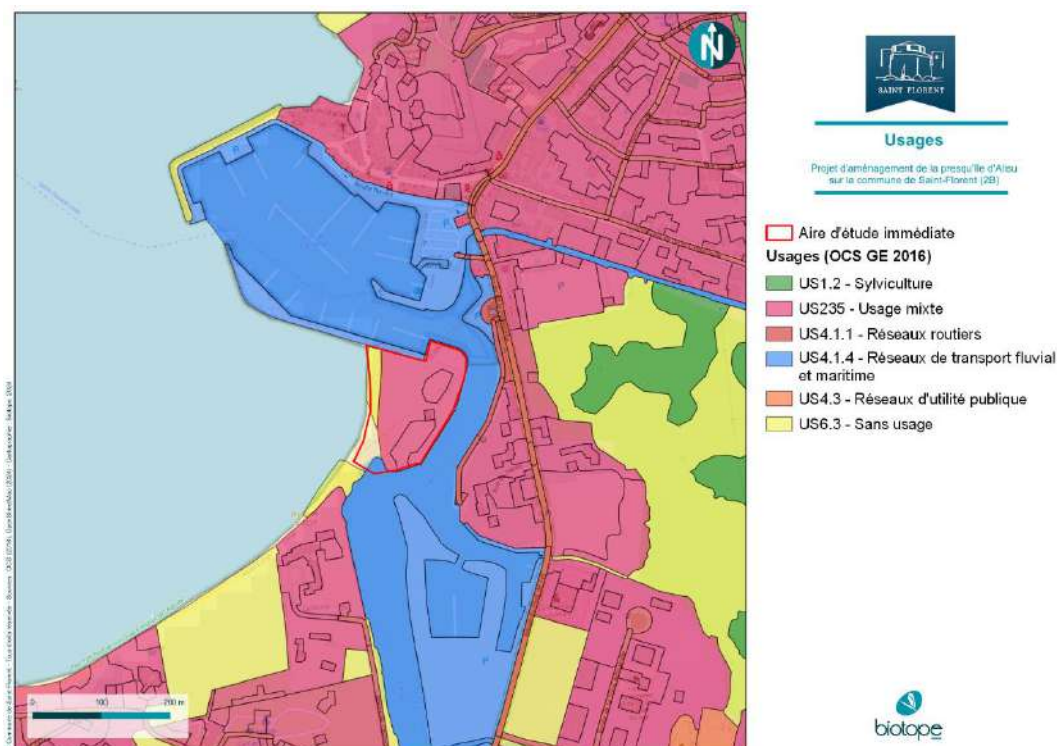 N
SAINT FLORENT
Usages
Projet d'aménagement de la presqu'île d'Alisu
sur la commune de Saint-Florent (2B)
Aire d'étude immédiate
Usages (OCS GE 2016)
US1.2 - Sylviculture
US235 - Usage mixte
US4.1.1 - Réseaux routiers
US4.1.4 - Réseaux de transport fluvial
et maritime
US4.3 - Réseaux d'utilité publique
US6.3 - Sans usage
0
100
200 m
biotope